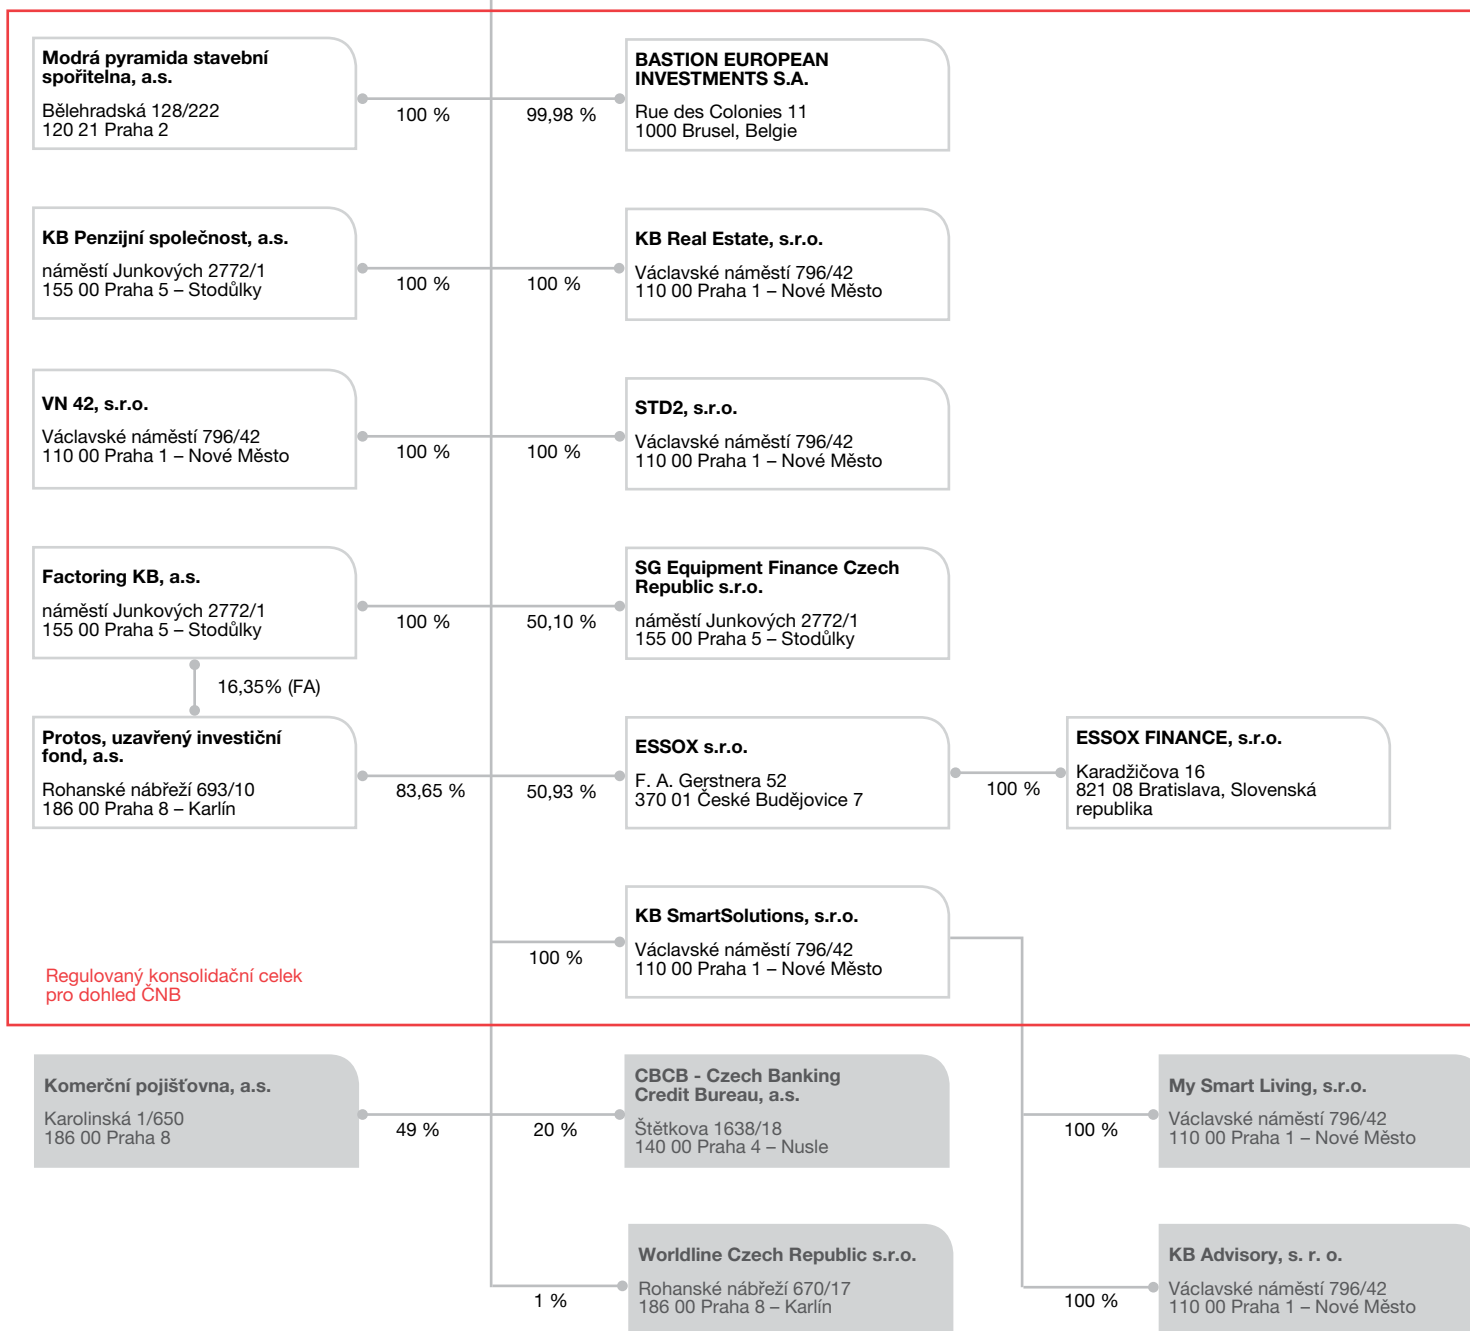 Modrá pyramida stavební
spořitelna, a.s.
Bělehradská 128/222
120 21 Praha 2
100 %
99,98 %
BASTION EUROPEAN
INVESTMENTS S.A.
Rue des Colonies 11
1000 Brusel, Belgie
KB Penzijní společnost, a.s.
náměstí Junkových 2772/1
155 00 Praha 5 – Stodůlky
100 %
100 %
KB Real Estate, s.r.o.
Václavské náměstí 796/42
110 00 Praha 1 – Nové Město
VN 42, s.r.o.
Václavské náměstí 796/42
110 00 Praha 1 – Nové Město
100 %
100 %
STD2, s.r.o.
Václavské náměstí 796/42
110 00 Praha 1 – Nové Město
Factoring KB, a.s.
náměstí Junkových 2772/1
155 00 Praha 5 – Stodůlky
100 %
50,10 %
SG Equipment Finance Czech
Republic s.r.o.
náměstí Junkových 2772/1
155 00 Praha 5 – Stodůlky
16,35% (FA)
Protos, uzavřený investiční
fond, a.s.
Rohanské nábřeží 693/10
186 00 Praha 8 – Karlín
83,65 %
50,93 %
ESSOX s.r.o.
F. A. Gerstnera 52
370 01 České Budějovice 7
100 %
ESSOX FINANCE, s.r.o.
Karadžičova 16
821 08 Bratislava, Slovenská
republika
100 %
KB SmartSolutions, s.r.o.
Václavské náměstí 796/42
110 00 Praha 1 – Nové Město
Regulovaný konsolidační celek
pro dohled ČNB
Komerční pojišťovna, a.s.
Karolinská 1/650
186 00 Praha 8
49 %
20 %
CBCB - Czech Banking
Credit Bureau, a.s.
Štětkova 1638/18
140 00 Praha 4 – Nusle
100 %
My Smart Living, s.r.o.
Václavské náměstí 796/42
110 00 Praha 1 – Nové Město
1 %
Worldline Czech Republic s.r.o.
Rohanské nábřeží 670/17
186 00 Praha 8 – Karlín
100 %
KB Advisory, s. r. o.
Václavské náměstí 796/42
110 00 Praha 1 – Nové Město